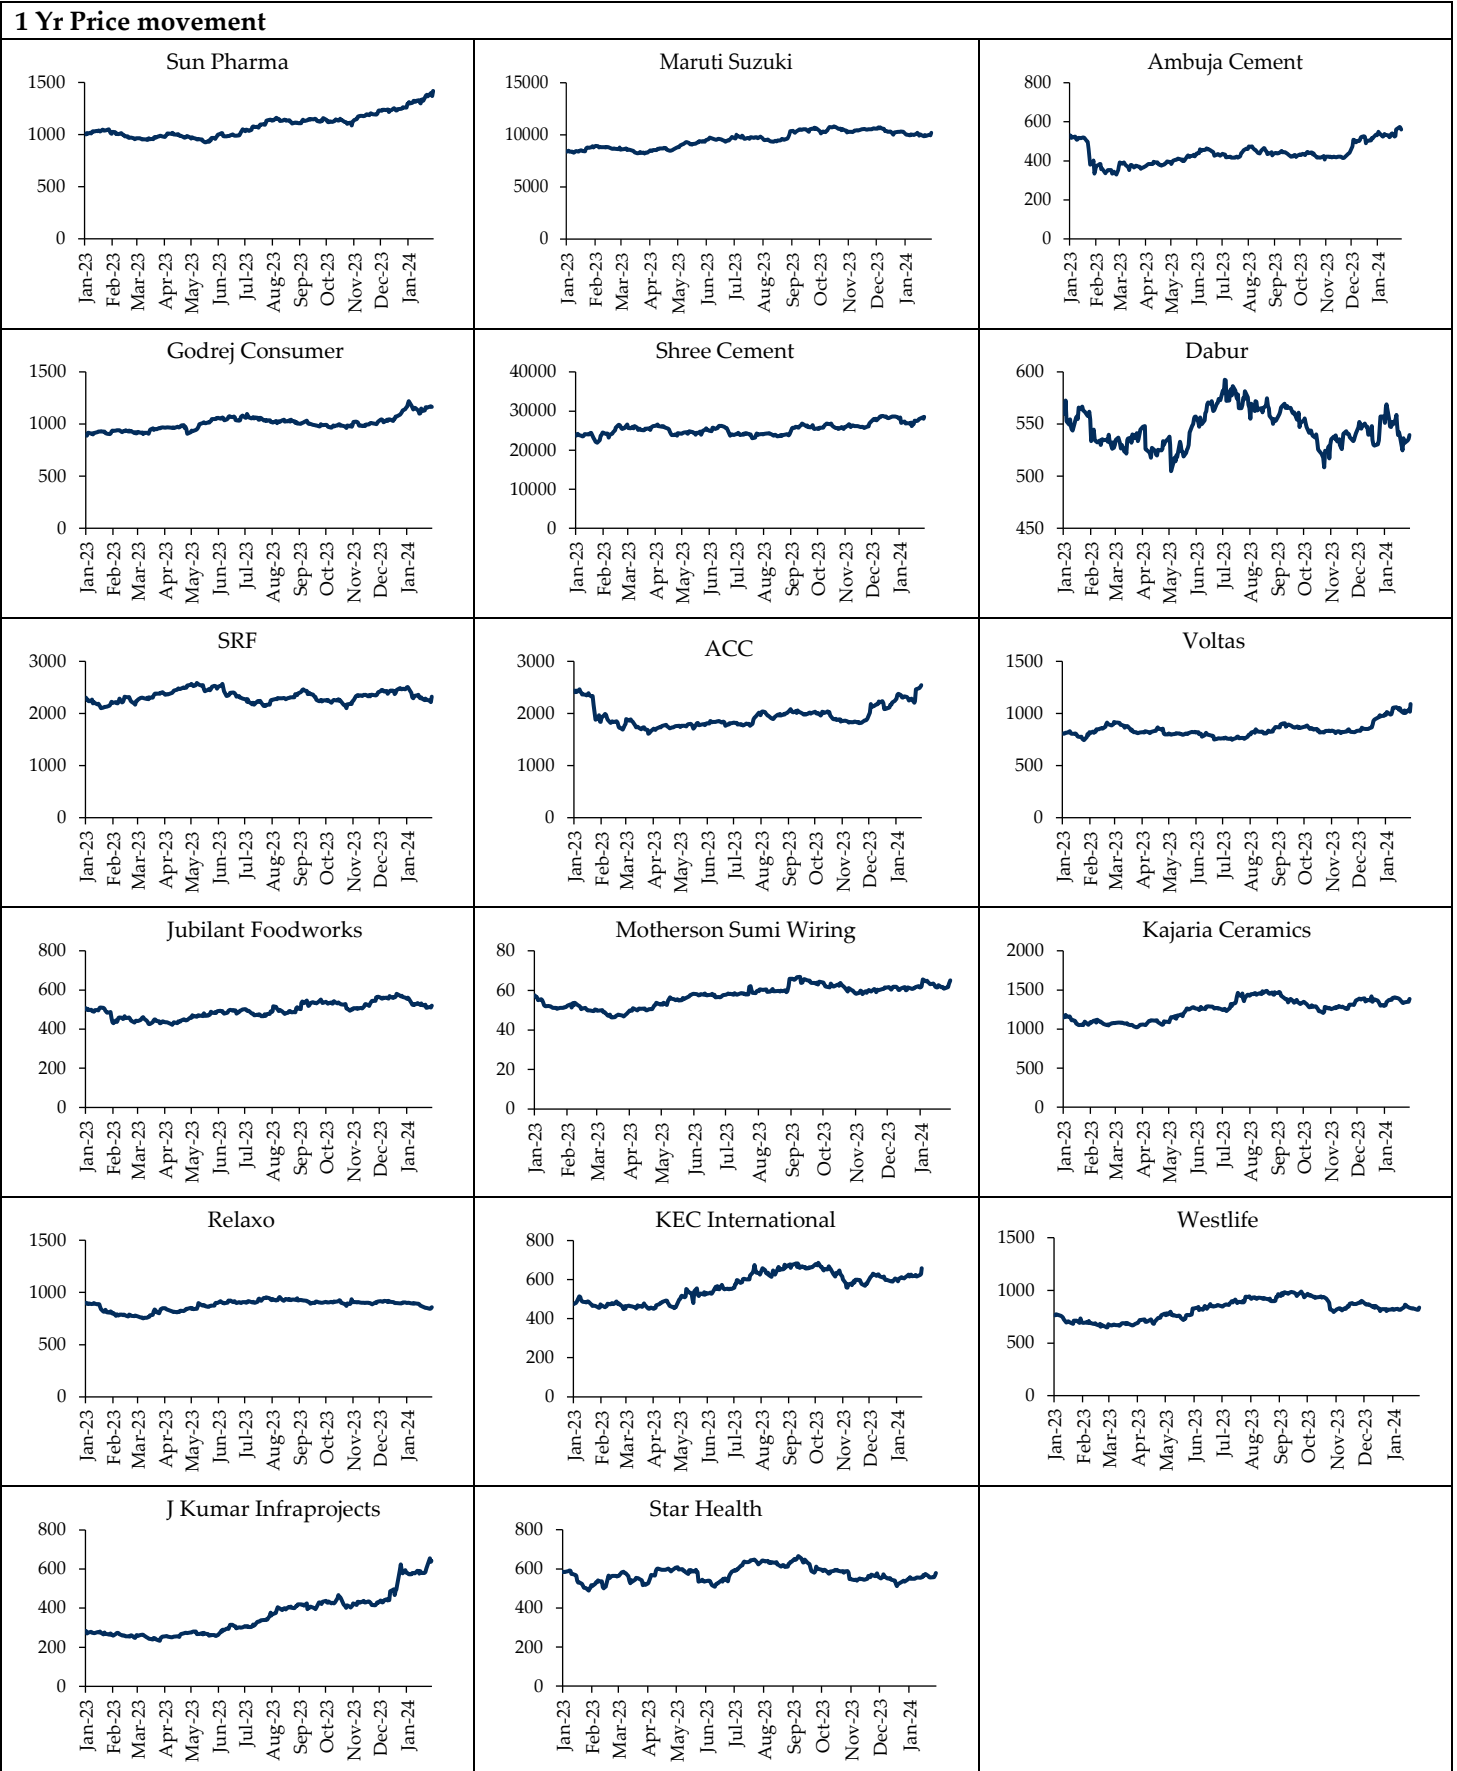 1 Yr Price movement
Sun Pharma
1500
1000
500
0
Jan-23
Feb-23
Mar-23
Apr-23
May-23
Jun-23
Jul-23
Aug-23
Sep-23
Oct-23
Nov-23
Dec-23
Jan-24
Maruti Suzuki
15000
10000
5000
0
Jan-23
Feb-23
Mar-23
Apr-23
May-23
Jun-23
Jul-23
Aug-23
Sep-23
Oct-23
Nov-23
Dec-23
Jan-24
Ambuja Cement
800
600
400
200
0
Jan-23
Feb-23
Mar-23
Apr-23
May-23
Jun-23
Jul-23
Aug-23
Sep-23
Oct-23
Nov-23
Dec-23
Jan-24
Godrej Consumer
1500
1000
500
0
Jan-23
Feb-23
Mar-23
Apr-23
May-23
Jun-23
Jul-23
Aug-23
Sep-23
Oct-23
Nov-23
Dec-23
Jan-24
Shree Cement
40000
30000
20000
10000
0
Jan-23
Feb-23
Mar-23
Apr-23
May-23
Jun-23
Jul-23
Aug-23
Sep-23
Oct-23
Nov-23
Dec-23
Jan-24
Dabur
600
550
500
450
Jan-23
Feb-23
Mar-23
Apr-23
May-23
Jun-23
Jul-23
Aug-23
Sep-23
Oct-23
Nov-23
Dec-23
Jan-24
SRF
3000
2000
1000
0
Jan-23
Feb-23
Mar-23
Apr-23
May-23
Jun-23
Jul-23
Aug-23
Sep-23
Oct-23
Nov-23
Dec-23
Jan-24
ACC
3000
2000
1000
0
Jan-23
Feb-23
Mar-23
Apr-23
May-23
Jun-23
Jul-23
Aug-23
Sep-23
Oct-23
Nov-23
Dec-23
Jan-24
Voltas
1500
1000
500
0
Jan-23
Feb-23
Mar-23
Apr-23
May-23
Jun-23
Jul-23
Aug-23
Sep-23
Oct-23
Nov-23
Dec-23
Jan-24
Jubilant Foodworks
800
600
400
200
0
Jan-23
Feb-23
Mar-23
Apr-23
May-23
Jun-23
Jul-23
Aug-23
Sep-23
Oct-23
Nov-23
Dec-23
Jan-24
Motherson Sumi Wiring
80
60
40
20
0
Jan-23
Feb-23
Mar-23
Apr-23
May-23
Jun-23
Jul-23
Aug-23
Sep-23
Oct-23
Nov-23
Dec-23
Jan-24
Kajaria Ceramics
2000
1500
1000
500
0
Jan-23
Feb-23
Mar-23
Apr-23
May-23
Jun-23
Jul-23
Aug-23
Sep-23
Oct-23
Nov-23
Dec-23
Jan-24
Relaxo
1500
1000
500
0
Jan-23
Feb-23
Mar-23
Apr-23
May-23
Jun-23
Jul-23
Aug-23
Sep-23
Oct-23
Nov-23
Dec-23
Jan-24
KEC International
800
600
400
200
0
Jan-23
Feb-23
Mar-23
Apr-23
May-23
Jun-23
Jul-23
Aug-23
Sep-23
Oct-23
Nov-23
Dec-23
Jan-24
Westlife
1500
1000
500
0
Jan-23
Feb-23
Mar-23
Apr-23
May-23
Jun-23
Jul-23
Aug-23
Sep-23
Oct-23
Nov-23
Dec-23
Jan-24
J Kumar Infraprojects
800
600
400
200
0
Jan-23
Feb-23
Mar-23
Apr-23
May-23
Jun-23
Jul-23
Aug-23
Sep-23
Oct-23
Nov-23
Dec-23
Jan-24
Star Health
800
600
400
200
0
Jan-23
Feb-23
Mar-23
Apr-23
May-23
Jun-23
Jul-23
Aug-23
Sep-23
Oct-23
Nov-23
Dec-23
Jan-24